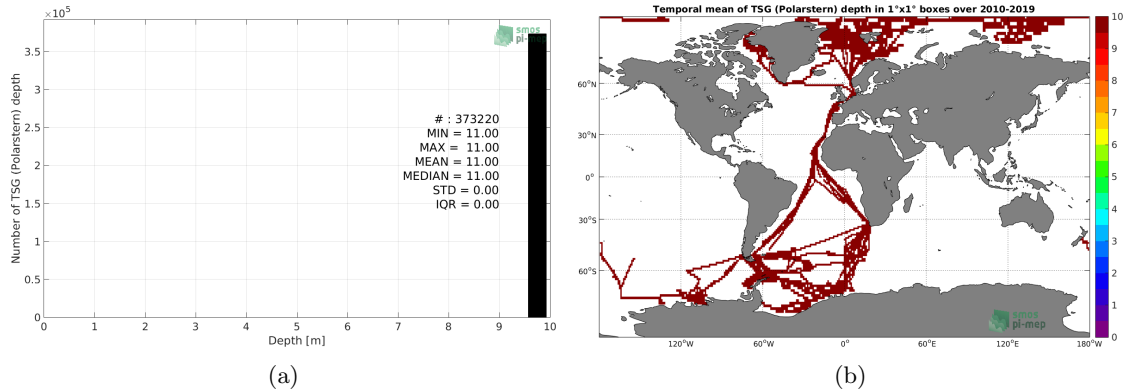 ×10⁵
3.5
3
2.5
2
1.5
1
0.5
0
Number of TSG (Polarstern) depth
smos
pi-mep
# : 373220
MIN = 11.00
MAX = 11.00
MEAN = 11.00
MEDIAN = 11.00
STD = 0.00
IQR = 0.00
0 1 2 3 4 5 6 7 8 9 10
Depth [m]
(a)
Temporal mean of TSG (Polarstern) depth in 1°x1° boxes over 2010-2019
60°N
30°N
0°
30°S
60°S
120°W 60°W 0° 60°E 120°E 180°W
smos
pi-mep
10
9
8
7
6
5
4
3
2
1
0
(b)